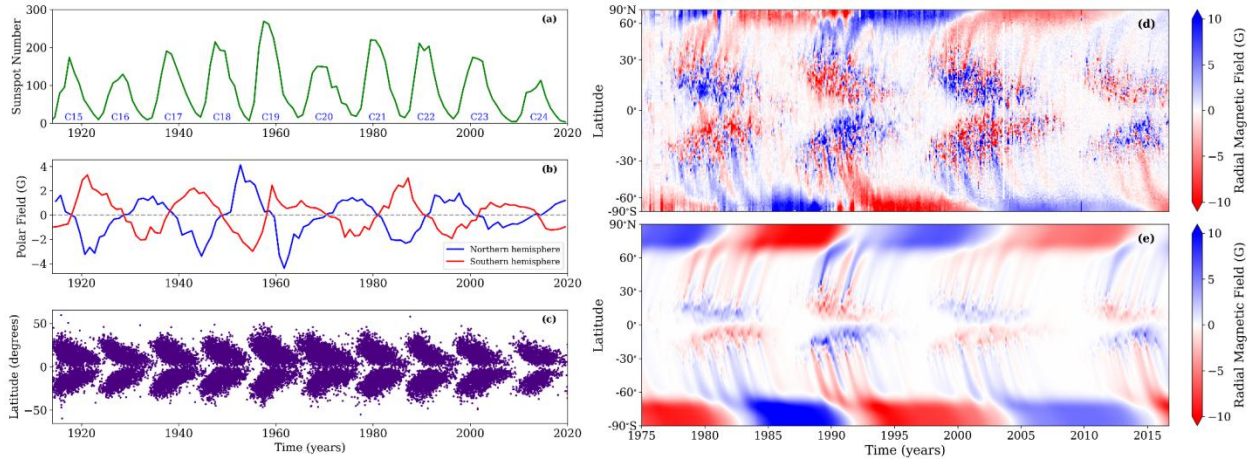 (a)
Sunspot Number
300
200
100
0
C15 C16 C17 C18 C19 C20 C21 C22 C23 C24
1920 1940 1960 1980 2000 2020
(b)
Polar Field (G)
4
2
0
−2
−4
Northern hemisphere
Southern hemisphere
1920 1940 1960 1980 2000 2020
(c)
Latitude (degrees)
50
0
−50
1920 1940 1960 1980 2000 2020
Time (years)
(d)
Latitude
90°N
60°
30°
0°
-30°
-60°
-90°S
10
5
0
−5
−10
Radial Magnetic Field (G)
(e)
Latitude
90°N
60°
30°
0°
-30°
-60°
-90°S
1975 1980 1985 1990 1995 2000 2005 2010 2015
Time (years)
10
5
0
−5
−10
Radial Magnetic Field (G)